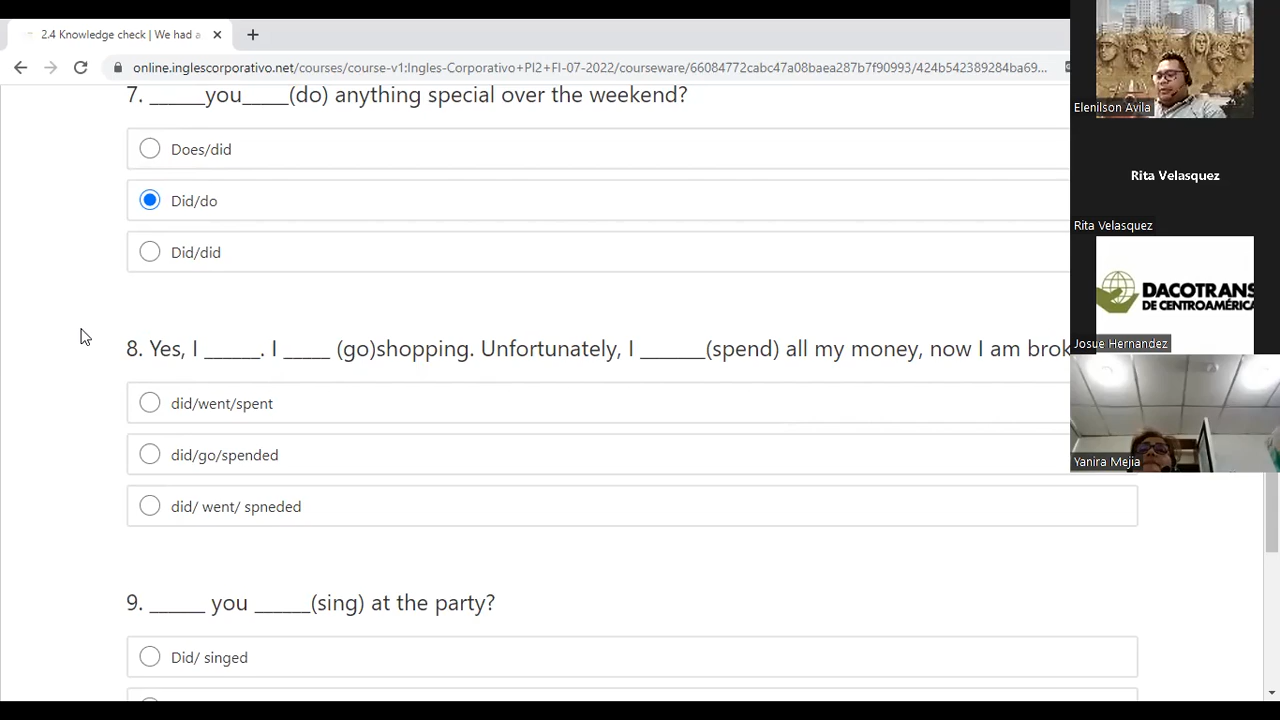 2.4 Knowledge check | We had a
online.inglescorporativo.net/courses/course-v1:Ingles-Corporativo+PI2+FI-07-2022/courseware/66084772cabc47a08baea287b7f90993/424b542389284ba69...
7. ______you_____(do) anything special over the weekend?
Does/did
Did/do
Did/did
8. Yes, I ______. I _____ (go)shopping. Unfortunately, I _______(spend) all my money, now I am brok
did/went/spent
did/go/spended
did/ went/ spneded
9. ______ you ______(sing) at the party?
Did/ singed
Elenilson Avila
Rita Velasquez
Rita Velasquez
DACOTRANS
DE CENTROAMÉRICA
Josue Hernandez
Yanira Mejia